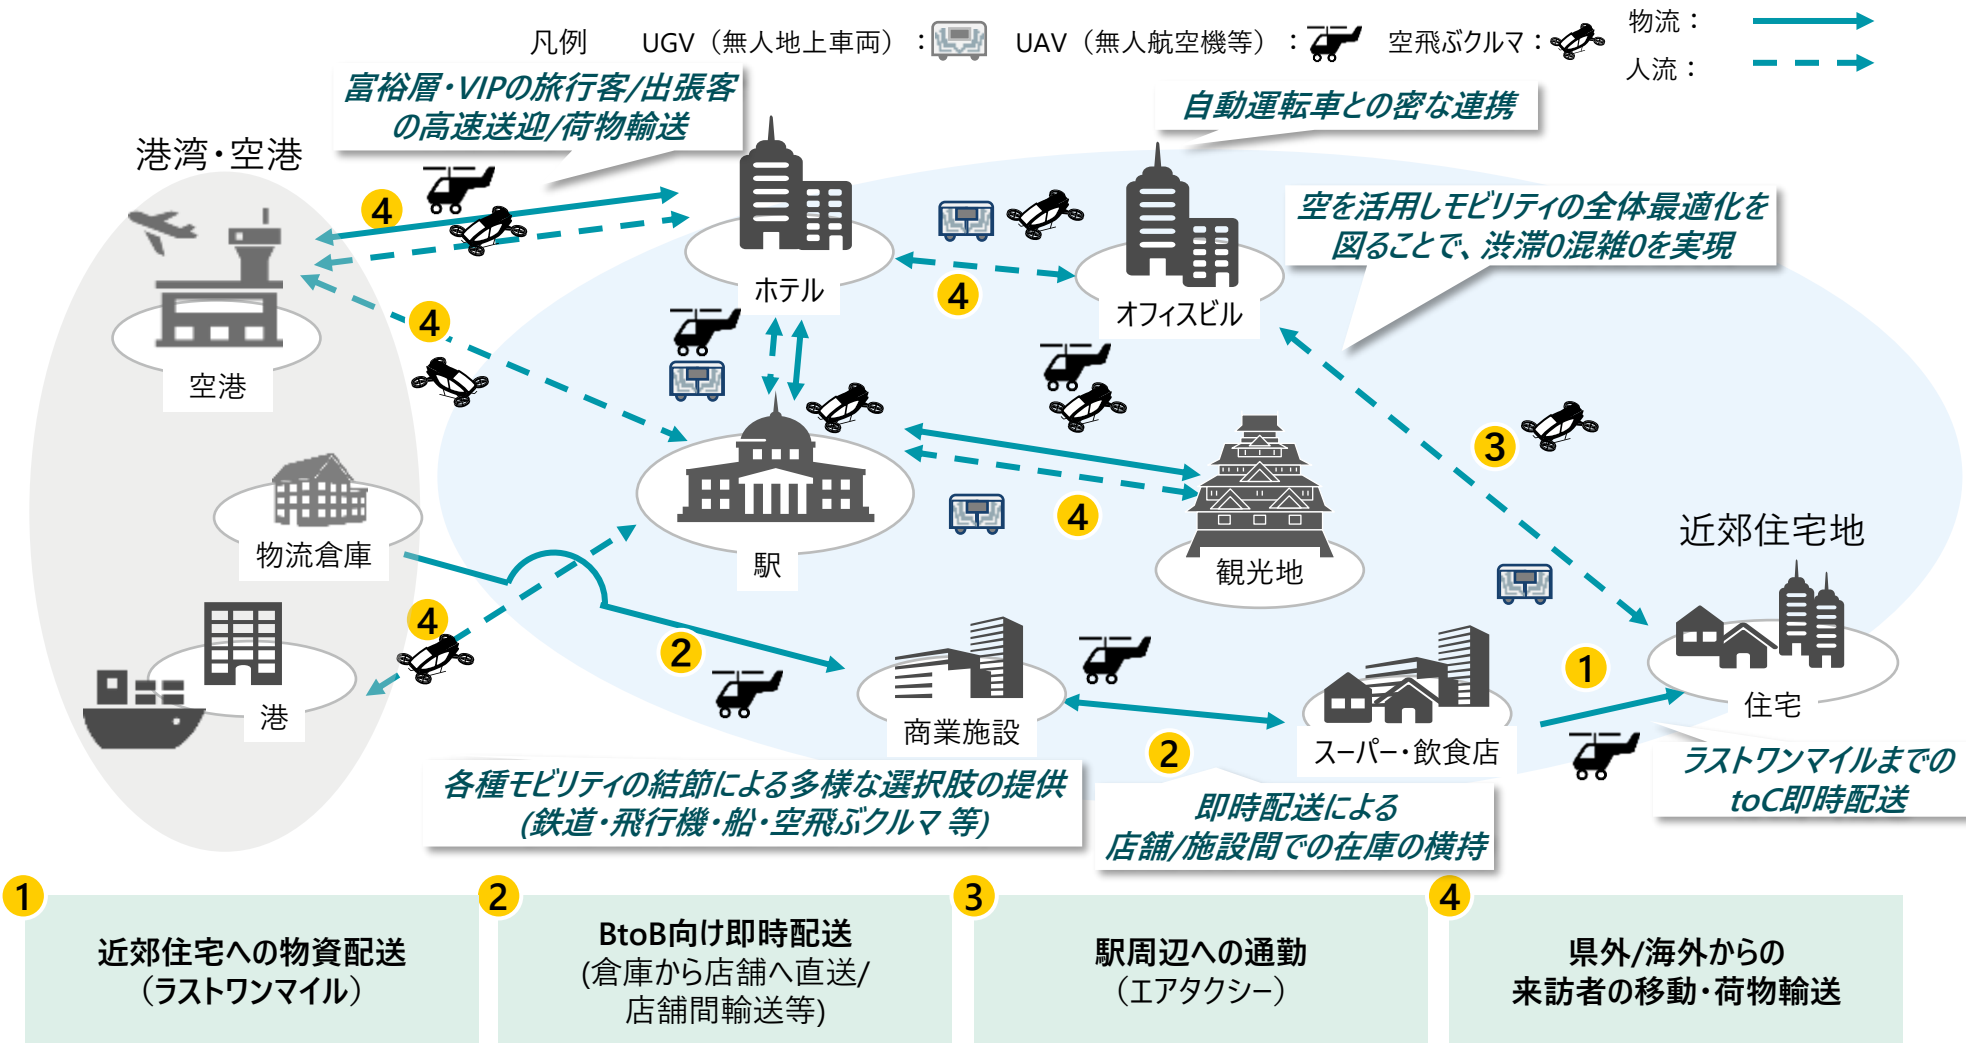 凡例 UGV（無人地上車両）： UAV（無人航空機等）： 空飛ぶクルマ： 物流：
人流：
富裕層・VIPの旅行客/出張客
の高速送迎/荷物輸送
自動運転車との密な連携
港湾・空港
空を活用しモビリティの全体最適化を
図ることで、渋滞0混雑0を実現
4
4
4
ホテル
オフィスビル
空港
3
4
物流倉庫
駅
観光地
近郊住宅地
4
2
1
港
商業施設
2
スーパー・飲食店
住宅
各種モビリティの結節による多様な選択肢の提供
(鉄道・飛行機・船・空飛ぶクルマ 等)
即時配送による
店舗/施設間での在庫の横持
ラストワンマイルまでの
toC即時配送
1
近郊住宅への物資配送
（ラストワンマイル）
2
BtoB向け即時配送
(倉庫から店舗へ直送/
店舗間輸送等)
3
駅周辺への通勤
（エアタクシー）
4
県外/海外からの
来訪者の移動・荷物輸送